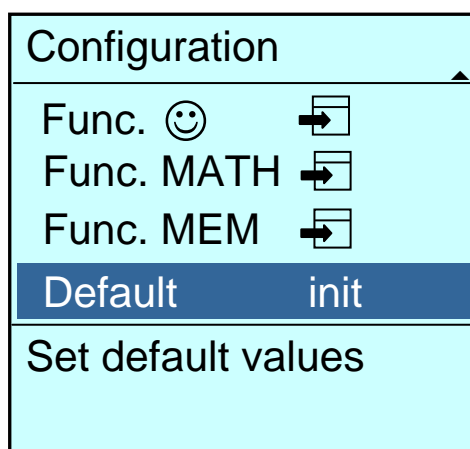 Configuration
Func. ☺
Func. MATH
Func. MEM
Default init
Set default values